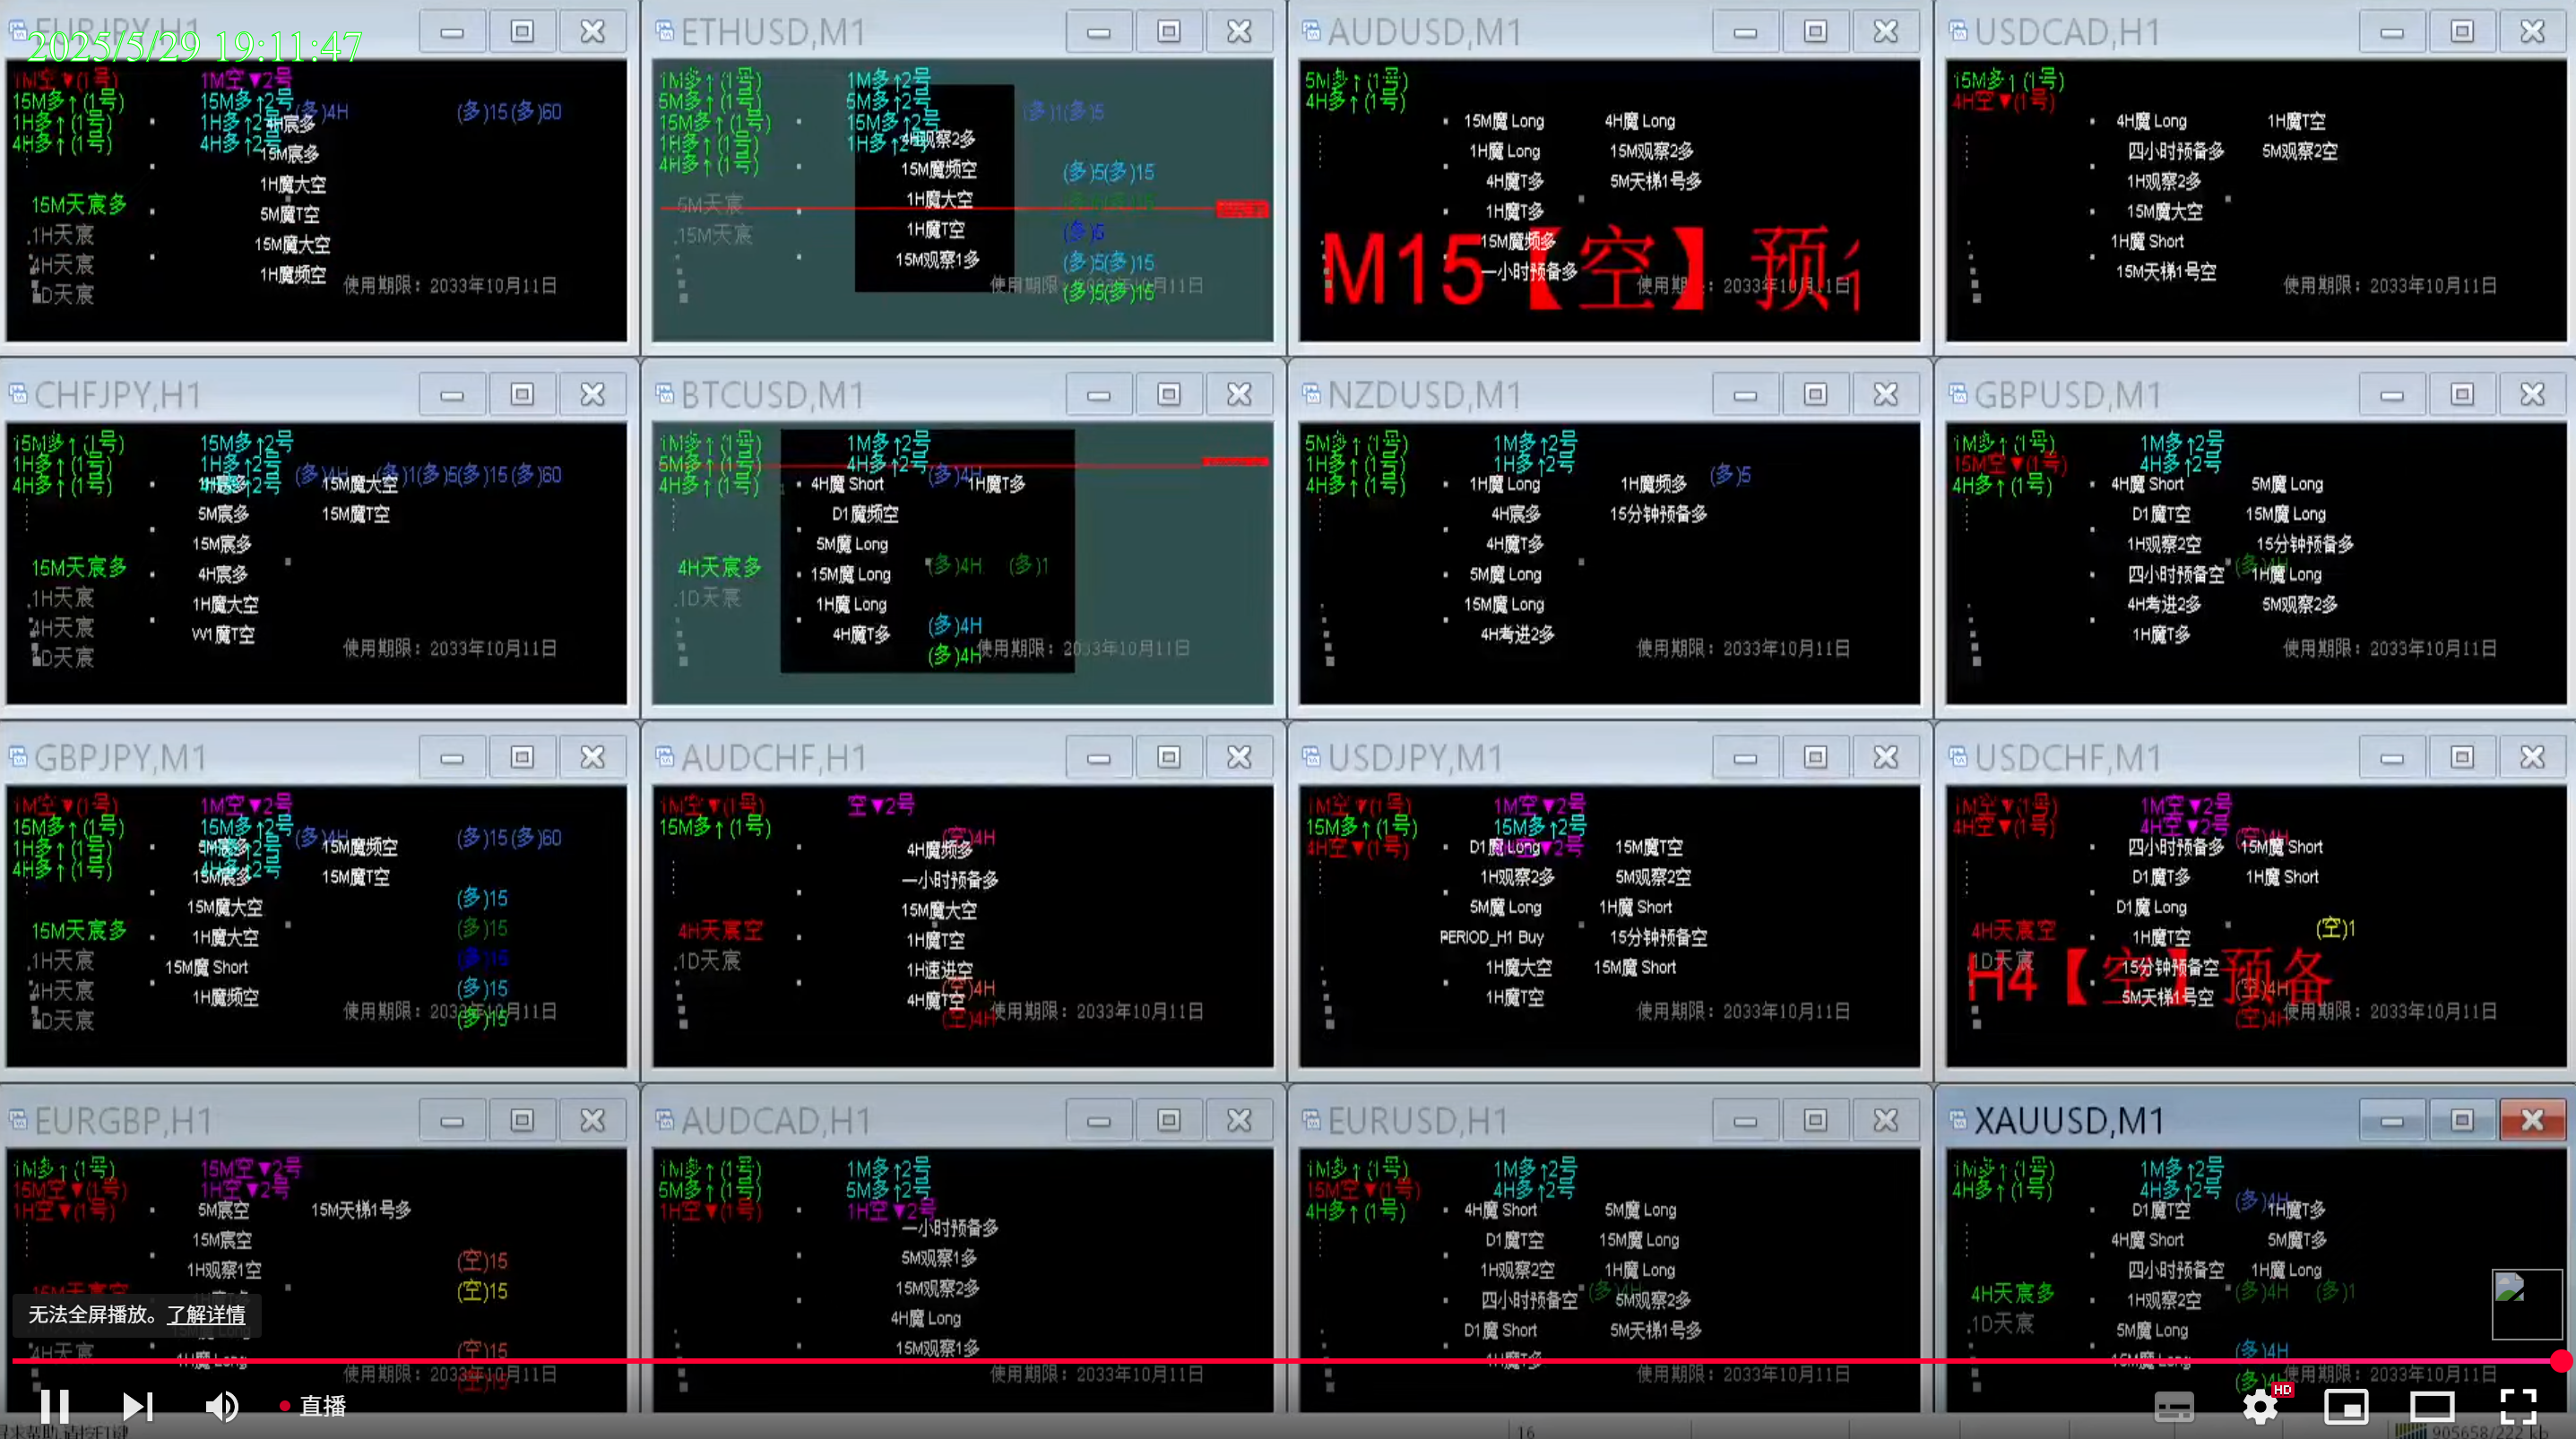 2025/5/29 19:11:47
EURJPY,H1
1M空▼(1号) 1M空▼2号
15M多↑(1号) 15M多↑2号
1H多↑(1号) 1H多↑2号
4H多↑(1号) 4H多↑2号
(多)4H (多)15(多)60
4H宸多
15M宸多
1H魔大空
15M天宸多 5M魔T空
1H天宸 15M魔大空
4H天宸 1H魔频空
1D天宸 使用期限：2033年10月11日
ETHUSD,M1
1M多↑(1号) 1M多↑2号
5M多↑(1号) 5M多↑2号
15M多↑(1号) 15M多↑2号
1H多↑(1号) 1H多↑2号
4H多↑(1号)
(多)1(多)5
4H观察2多
15M魔频空 (多)5(多)15
5M天宸 1H魔大空
15M天宸 1H魔T空 (多)5
15M观察1多 (多)5(多)15
使用期限：2033年10月11日
(多)5(多)15
AUDUSD,M1
5M多↑(1号)
4H多↑(1号)
15M魔 Long 4H魔 Long
1H魔 Long 15M观察2多
4H魔T多 5M天梯1号多
1H魔T多
15M魔频多
一小时预备多
M15【空】预
使用期限：2033年10月11日
USDCAD,H1
15M多↑(1号)
4H空▼(1号)
4H魔 Long 1H魔T空
四小时预备多 5M观察2空
1H观察2多
15M魔大空
1H魔 Short
15M天梯1号空
使用期限：2033年10月11日
CHFJPY,H1
15M多↑(1号) 15M多↑2号
1H多↑(1号) 1H多↑2号
4H多↑(1号) 4H多↑2号
(多)4H (多)1(多)5(多)15(多)60
1H宸多 15M魔大空
5M宸多 15M魔T空
15M宸多
15M天宸多 4H宸多
1H天宸 1H魔大空
4H天宸 W1魔T空
1D天宸 使用期限：2033年10月11日
BTCUSD,M1
1M多↑(1号) 1M多↑2号
5M多↑(1号) 4H多↑2号
4H多↑(1号) (多)4H
4H魔 Short 1H魔T多
D1魔频空
5M魔 Long
4H天宸多 15M魔 Long (多)4H (多)1
1D天宸 1H魔 Long
4H魔T多 (多)4H
(多)4H 使用期限：2033年10月11日
NZDUSD,M1
5M多↑(1号) 1M多↑2号
1H多↑(1号) 1H多↑2号
4H多↑(1号)
1H魔 Long 1H魔频多 (多)5
4H宸多 15分钟预备多
4H魔T多
5M魔 Long
15M魔 Long
4H考进2多
使用期限：2033年10月11日
GBPUSD,M1
1M多↑(1号) 1M多↑2号
15M空▼(1号) 4H多↑2号
4H多↑(1号)
4H魔 Short 5M魔 Long
D1魔T空 15M魔 Long
1H观察2空 15分钟预备多
四小时预备空 (多)4H 1H魔 Long
4H考进2多 5M观察2多
1H魔T多
使用期限：2033年10月11日
GBPJPY,M1
1M空▼(1号) 1M空▼2号
15M多↑(1号) 15M多↑2号
1H多↑(1号) 1H多↑2号
4H多↑(1号) 4H多↑2号
(多)4H (多)15(多)60
5M宸多 15M魔频空
15M宸多 15M魔T空
15M魔大空 (多)15
15M天宸多 1H魔大空 (多)15
1H天宸 15M魔 Short (多)15
4H天宸 1H魔频空 (多)15
1D天宸 使用期限：2033年10月11日
(多)15
AUDCHF,H1
1M空▼(1号) 空▼2号
15M多↑(1号)
(空)4H
4H魔频多
一小时预备多
15M魔大空
4H天宸空 1H魔T空
1D天宸 1H速进空
(空)4H
4H魔T空
(空)4H 使用期限：2033年10月11日
USDJPY,M1
1M空▼(1号) 1M空▼2号
15M多↑(1号) 15M多↑2号
4H空▼(1号) 4H空▼2号
D1魔 Long 15M魔T空
1H观察2多 5M观察2空
5M魔 Long 1H魔 Short
PERIOD_H1 Buy 15分钟预备空
1H魔大空 15M魔 Short
1H魔T空
使用期限：2033年10月11日
USDCHF,M1
1M空▼(1号) 1M空▼2号
4H空▼(1号) 4H空▼2号
(空)4H
四小时预备多 15M魔 Short
D1魔T多 1H魔 Short
D1魔 Long
4H天宸空 1H魔T空 (空)1
1D天宸 15分钟预备空
H4【空】预备
5M天梯1号空 (空)4H
(空)4H 使用期限：2033年10月11日
EURGBP,H1
1M多↑(1号) 15M空▼2号
15M空▼(1号) 1H空▼2号
1H空▼(1号)
5M宸空 15M天梯1号多
15M宸空
1H观察1空 (空)15
15M天宸空 (空)15
4H天宸 (空)15
4H魔 Long
使用期限：2033年10月11日
AUDCAD,H1
1M多↑(1号) 1M多↑2号
5M多↑(1号) 5M多↑2号
1H空▼(1号) 1H空▼2号
一小时预备多
5M观察1多
15M观察2多
4H魔 Long
15M观察1多
使用期限：2033年10月11日
EURUSD,H1
1M多↑(1号) 1M多↑2号
15M空▼(1号) 4H多↑2号
4H多↑(1号)
4H魔 Short 5M魔 Long
D1魔T空 15M魔 Long
1H观察2空 1H魔 Long
四小时预备空 (多)4H 5M观察2多
D1魔 Short 5M天梯1号多
1H魔T多
使用期限：2033年10月11日
XAUUSD,M1
1M多↑(1号) 1M多↑2号
4H多↑(1号) 4H多↑2号
(多)4H
D1魔T空 1H魔T多
4H魔 Short 5M魔T多
四小时预备空 1H魔 Long
4H天宸多 1H观察2空 (多)4H (多)1
1D天宸 5M魔 Long
(多)4H
15M魔 Long
使用期限：2033年10月11日
无法全屏播放。了解详情
直播
HD
16
905658/222 kb